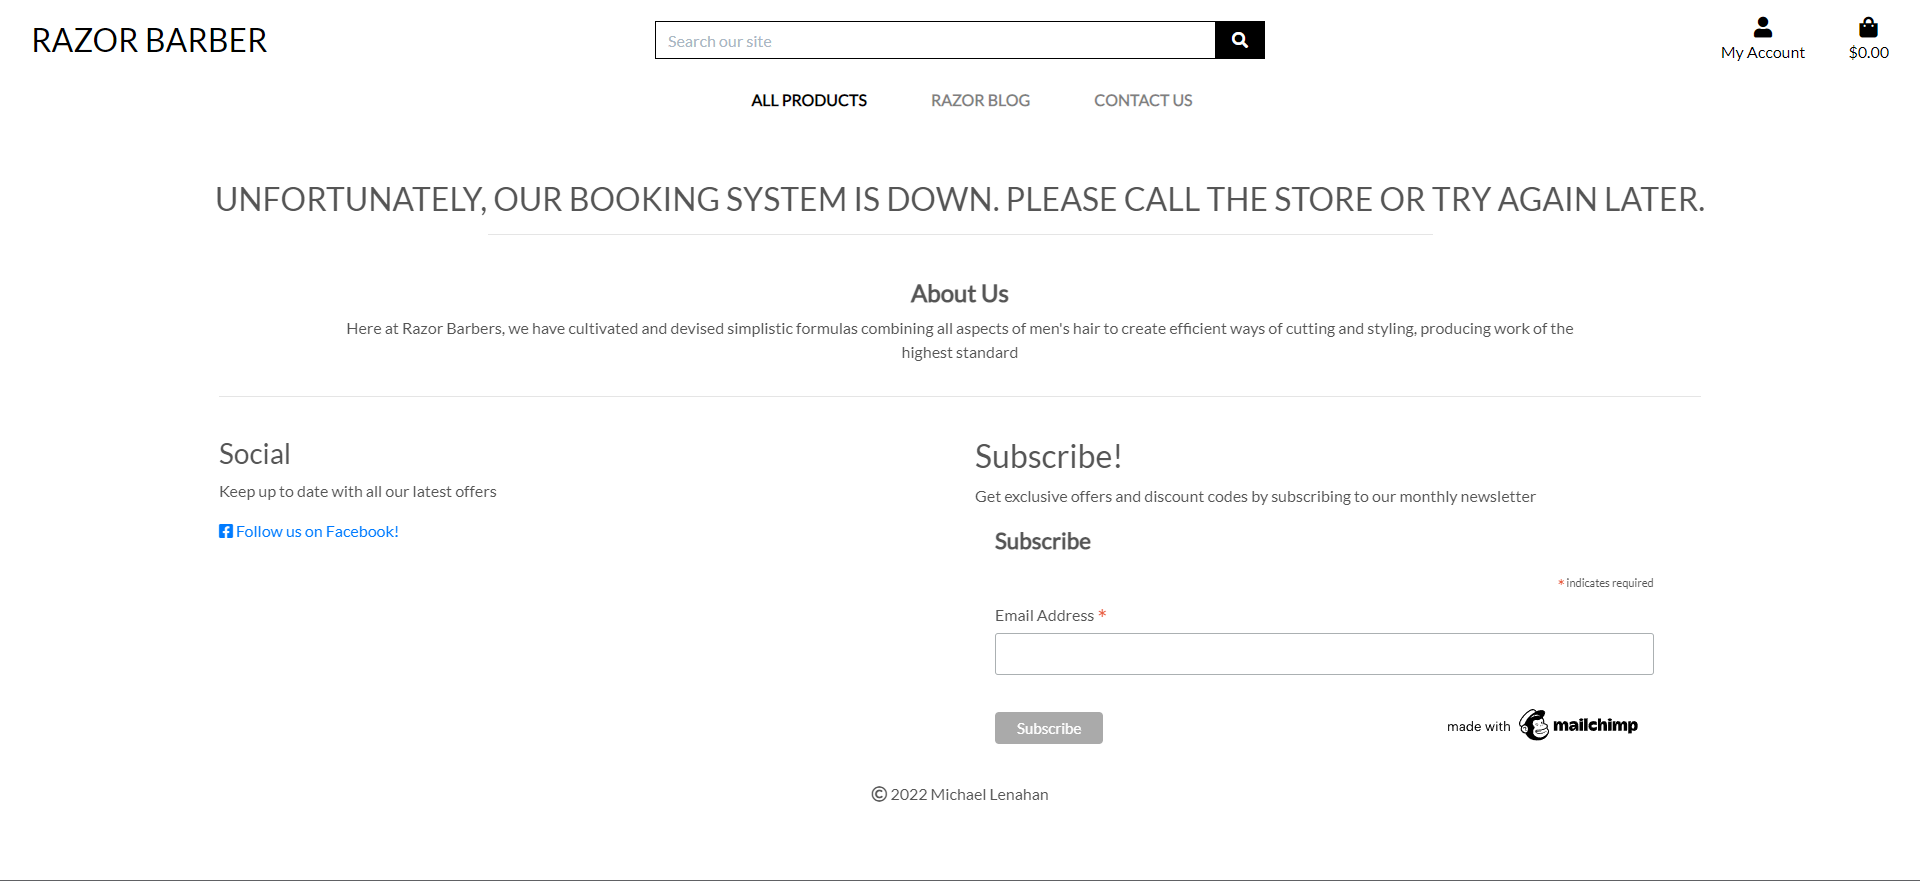 RAZOR BARBER
Search our site
My Account
$0.00
ALL PRODUCTS
RAZOR BLOG
CONTACT US
UNFORTUNATELY, OUR BOOKING SYSTEM IS DOWN. PLEASE CALL THE STORE OR TRY AGAIN LATER.
About Us
Here at Razor Barbers, we have cultivated and devised simplistic formulas combining all aspects of men's hair to create efficient ways of cutting and styling, producing work of the
highest standard
Social
Keep up to date with all our latest offers
Follow us on Facebook!
Subscribe!
Get exclusive offers and discount codes by subscribing to our monthly newsletter
Subscribe
* indicates required
Email Address *
Subscribe
made with mailchimp
© 2022 Michael Lenahan